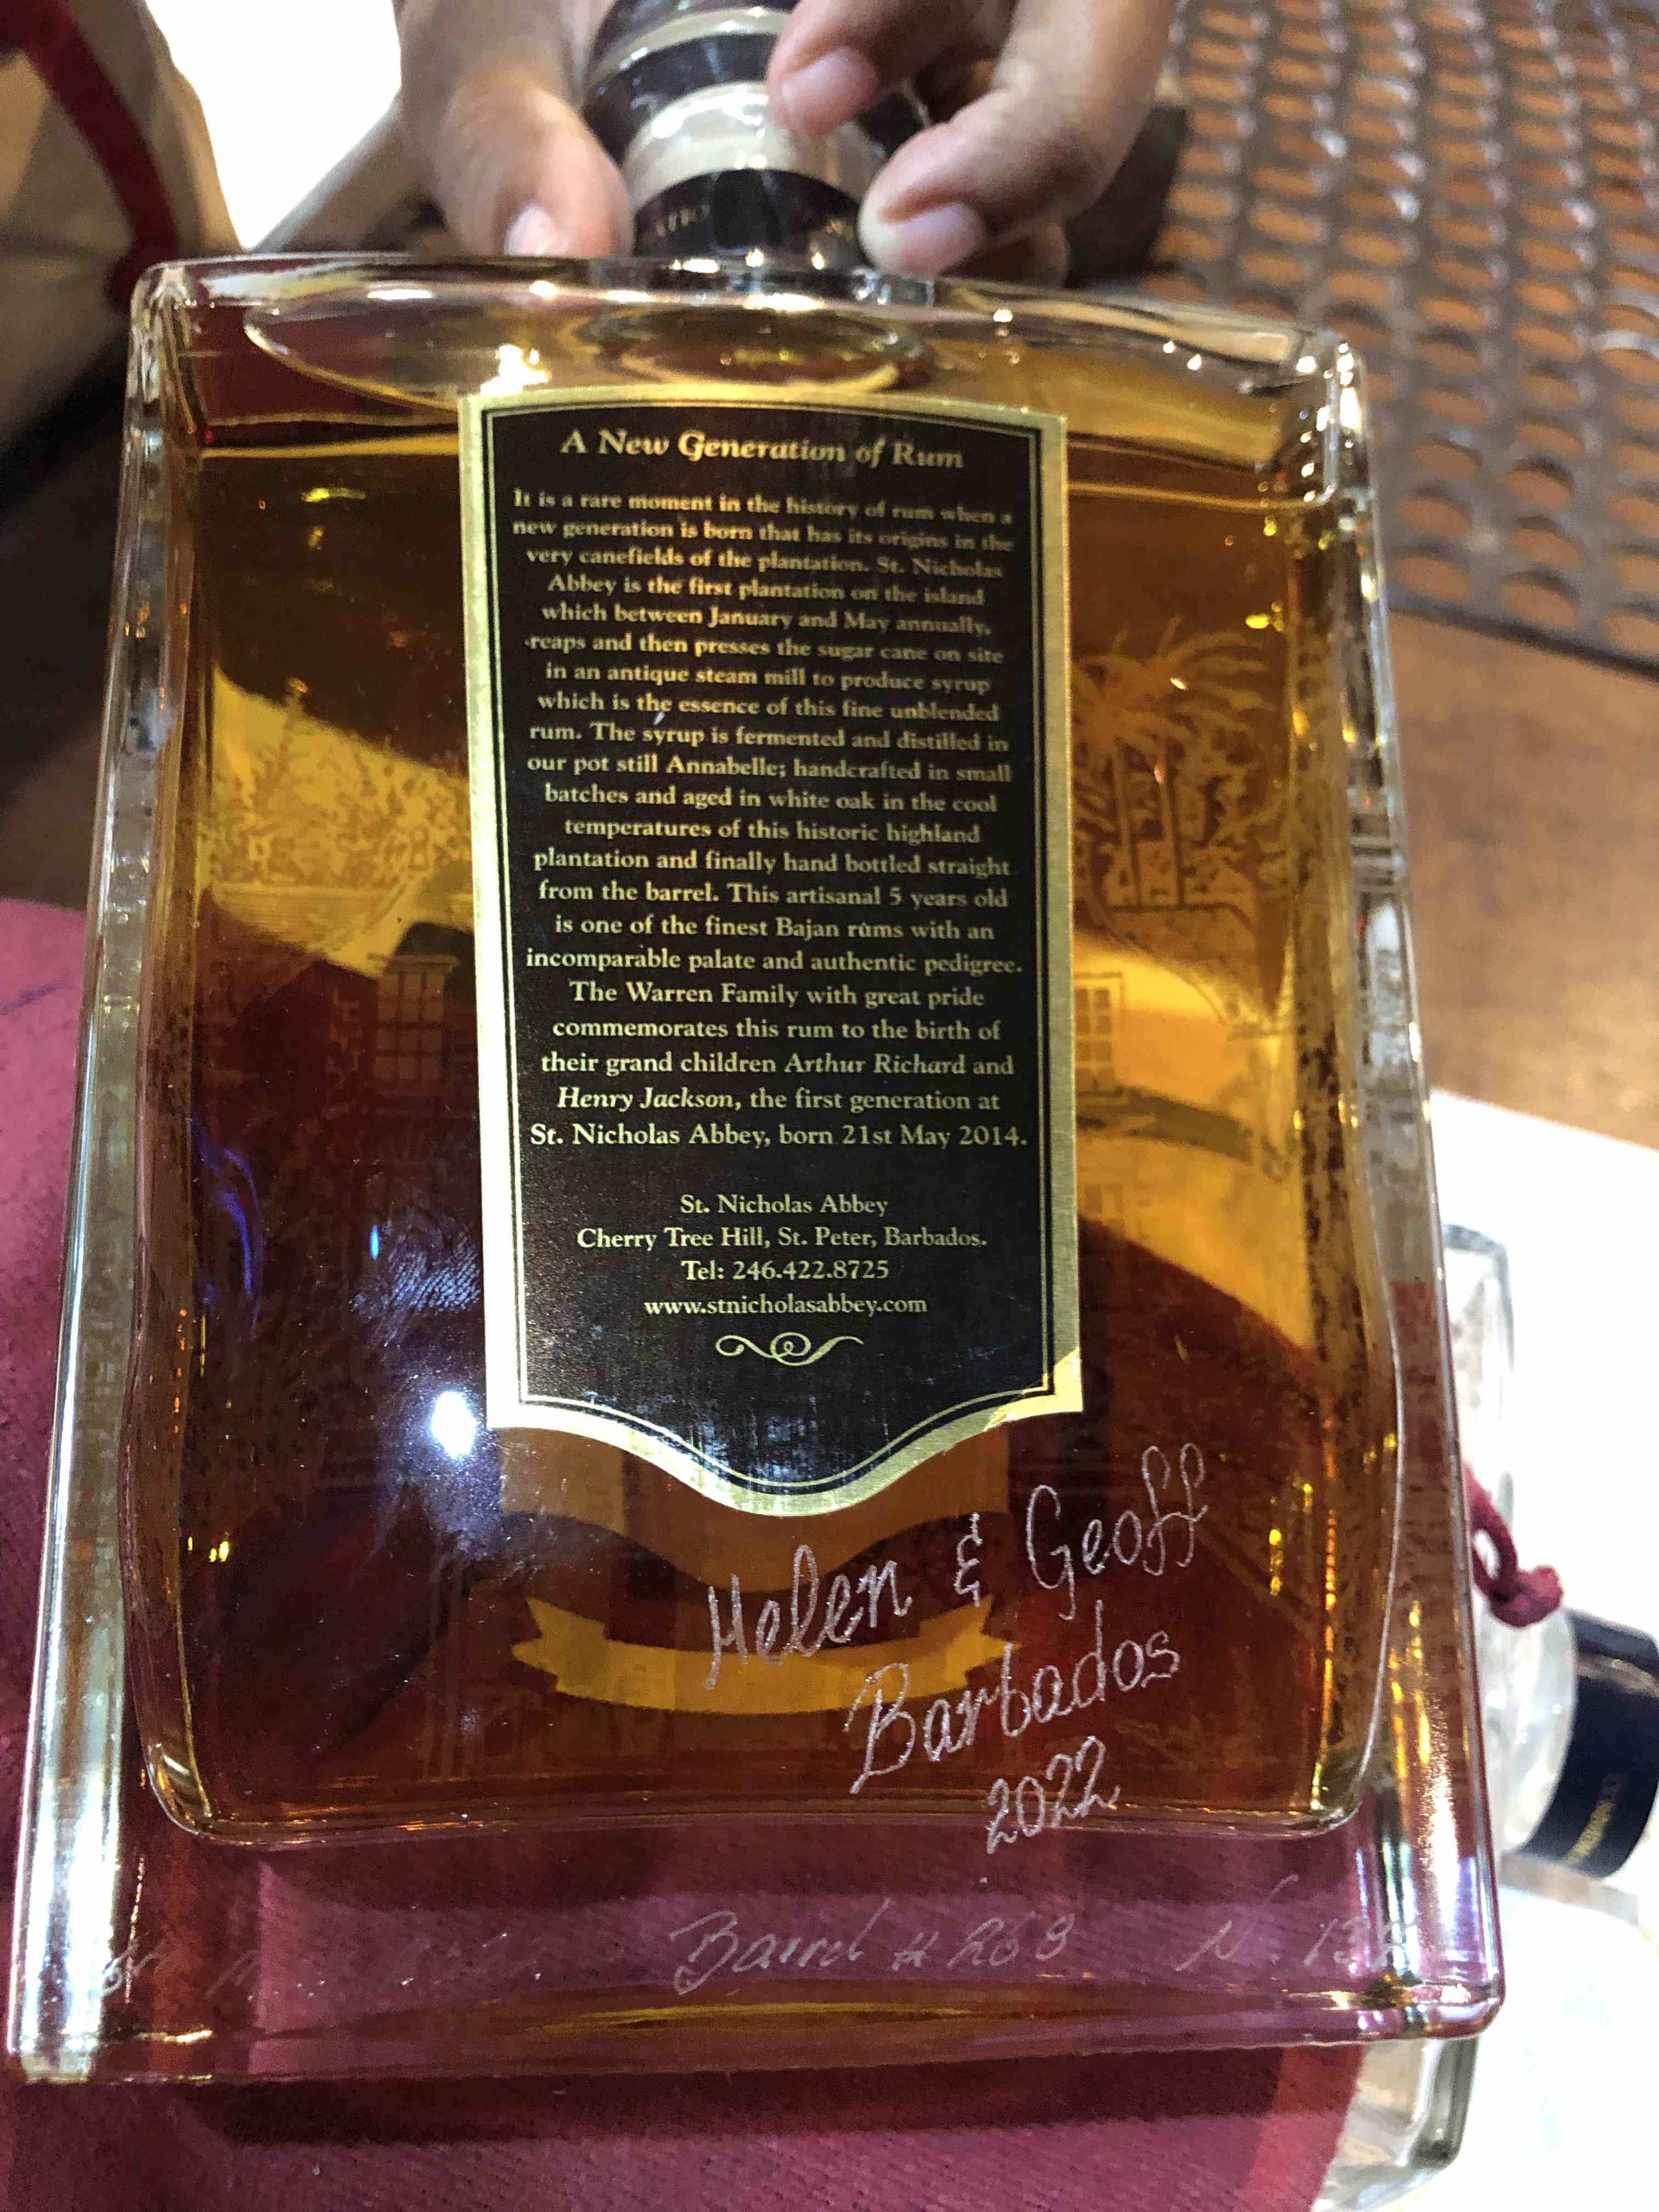 A New Generation of Rum
It is a rare moment in the history of rum when a
new generation is born that has its origins in the
very canefields of the plantation. St. Nicholas
Abbey is the first plantation on the island
which between January and May annually,
reaps and then presses the sugar cane on site
in an antique steam mill to produce syrup
which is the essence of this fine unblended
rum. The syrup is fermented and distilled in
our pot still Annabelle; handcrafted in small
batches and aged in white oak in the cool
temperatures of this historic highland
plantation and finally hand bottled straight
from the barrel. This artisanal 5 years old
is one of the finest Bajan rums with an
incomparable palate and authentic pedigree.
The Warren Family with great pride
commemorates this rum to the birth of
their grand children Arthur Richard and
Henry Jackson, the first generation at
St. Nicholas Abbey, born 21st May 2014.
St. Nicholas Abbey
Cherry Tree Hill, St. Peter, Barbados.
Tel: 246.422.8725
www.stnicholasabbey.com
Helen & Geoff
Barbados
2022
Barrel # 268